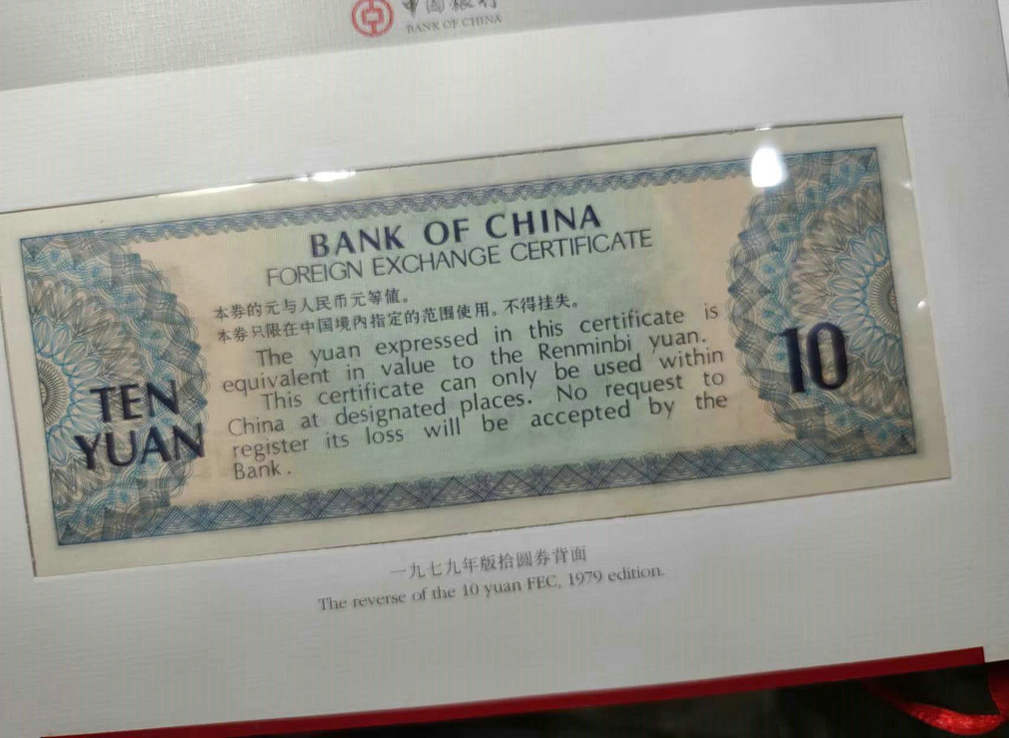 中国银行
BANK OF CHINA
BANK OF CHINA
FOREIGN EXCHANGE CERTIFICATE
本券的元与人民币元等值。
本券只限在中国境内指定的范围使用。不得挂失。
The yuan expressed in this certificate is
equivalent in value to the Renminbi yuan.
This certificate can only be used within
China at designated places. No request to
register its loss will be accepted by the
Bank.
TEN
YUAN
10
一九七九年版拾圆券背面
The reverse of the 10 yuan FEC, 1979 edition.